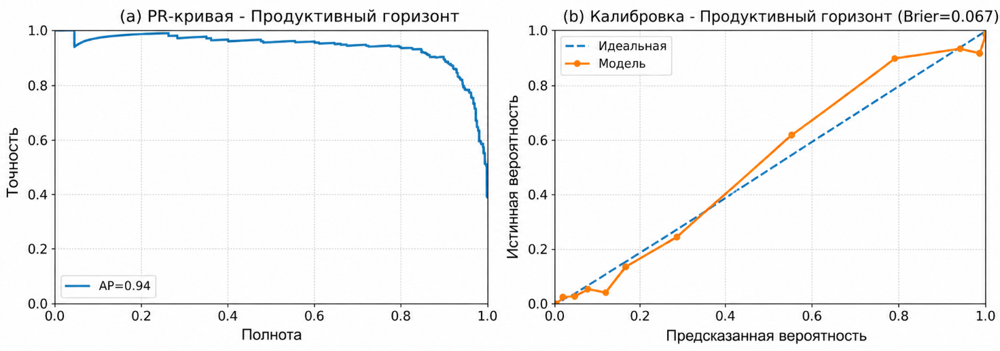 (a) PR-кривая - Продуктивный горизонт
1.0
0.8
0.6
0.4
0.2
0.0
0.0 0.2 0.4 0.6 0.8 1.0
Точность
Полнота
AP=0.94
(b) Калибровка - Продуктивный горизонт (Brier=0.067)
Идеальная
Модель
1.0
0.8
0.6
0.4
0.2
0.0
0.0 0.2 0.4 0.6 0.8 1.0
Истинная вероятность
Предсказанная вероятность